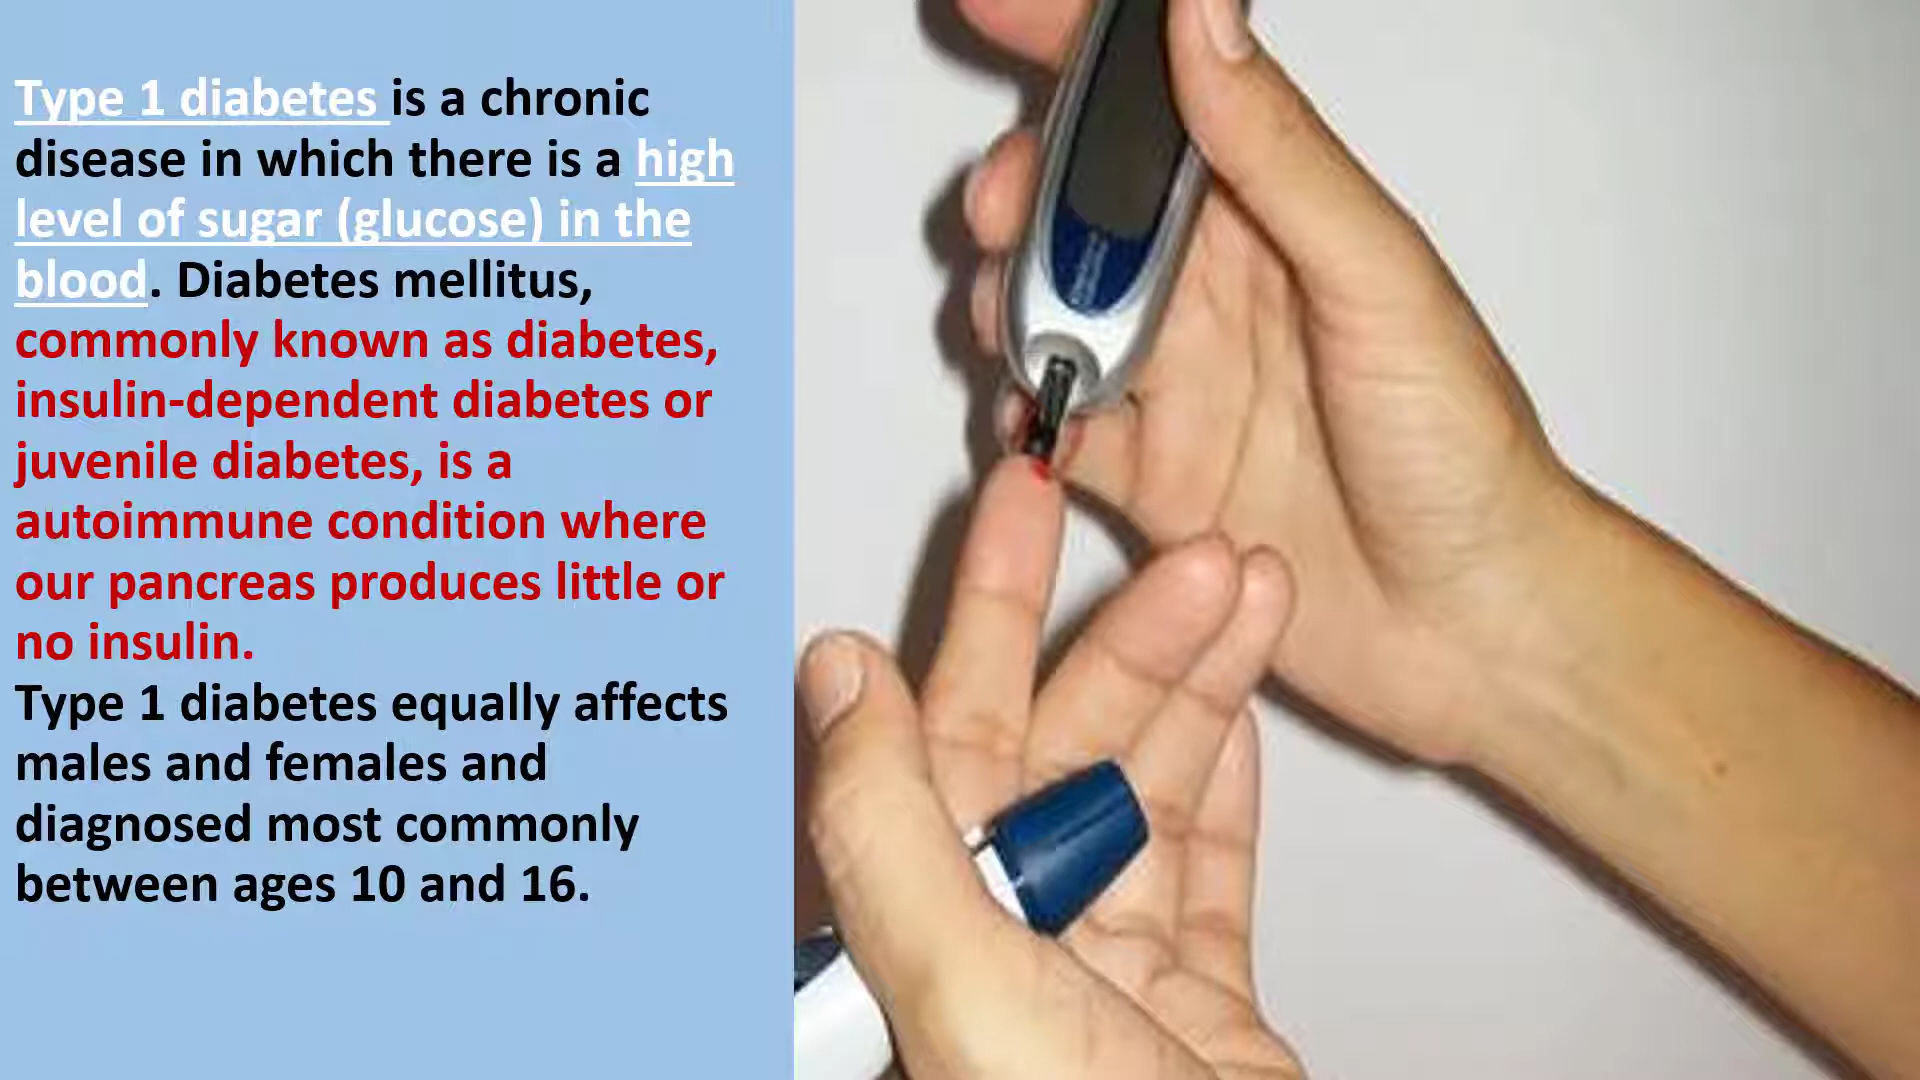 Type 1 diabetes is a chronic
disease in which there is a high
level of sugar (glucose) in the
blood. Diabetes mellitus,
commonly known as diabetes,
insulin-dependent diabetes or
juvenile diabetes, is a
autoimmune condition where
our pancreas produces little or
no insulin.
Type 1 diabetes equally affects
males and females and
diagnosed most commonly
between ages 10 and 16.